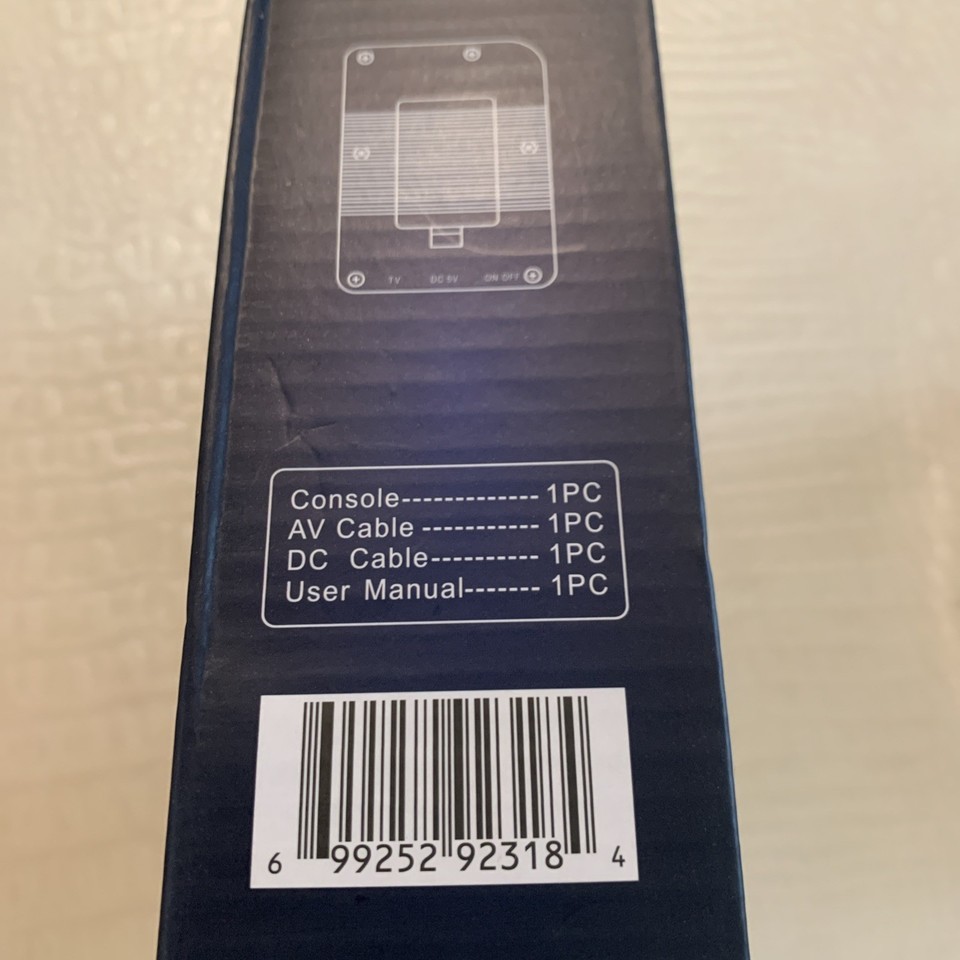 TV DC 5V ON OFF
Console------------- 1PC
AV Cable ----------- 1PC
DC Cable---------- 1PC
User Manual------- 1PC
6 99252 92318 4